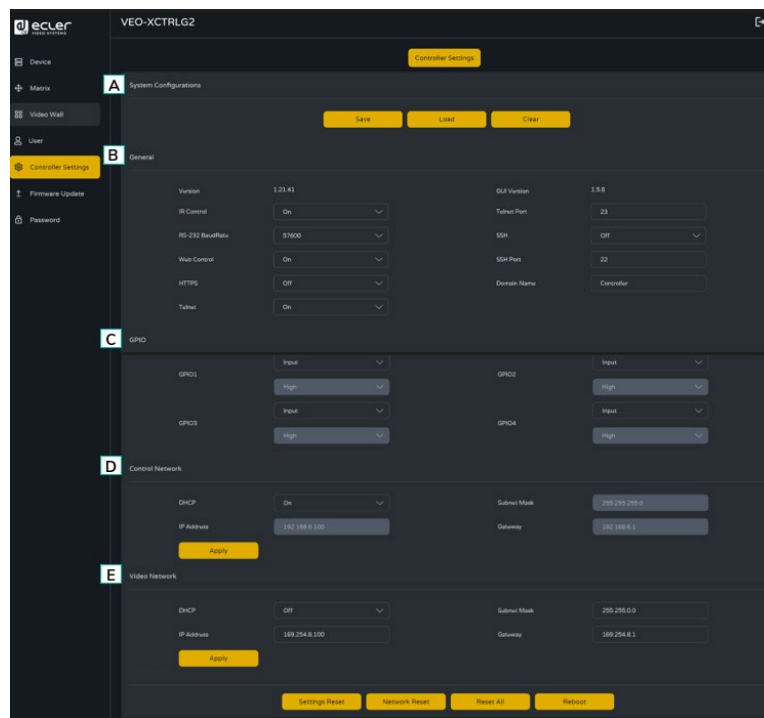 ecler
VIDEO SYSTEMS
VEO-XCTRLG2
Device
Matrix
Video Wall
User
Controller Settings
Firmware Update
Password
Controller Settings
A
System Configurations
Save Load Clear
B
General
Version 1.21.41 GUI Version 1.5.8
IR Control On Telnet Port 23
RS-232 BaudRate 57600 SSH Off
Web Control On SSH Port 22
HTTPS Off Domain Name Controller
Telnet On
C
GPIO
GPIO1 Input High GPIO2 Input High
GPIO3 Input High GPIO4 Input High
D
Control Network
DHCP On Subnet Mask 255.255.255.0
IP Address 192.168.6.100 Gateway 192.168.6.1
Apply
E
Video Network
DHCP Off Subnet Mask 255.255.0.0
IP Address 169.254.8.100 Gateway 169.254.8.1
Apply
Settings Reset Network Reset Reset All Reboot